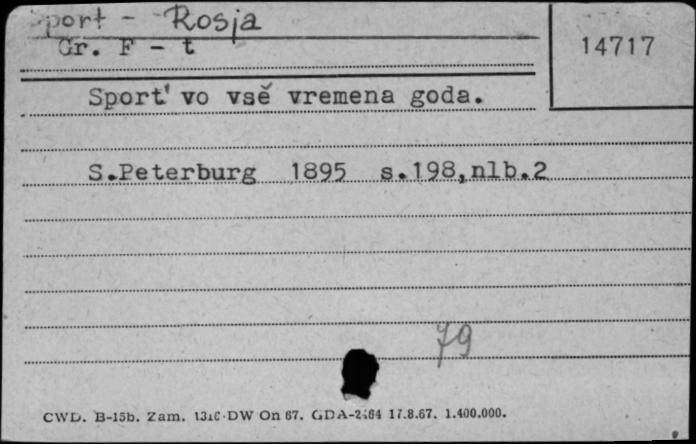 Sport - Rosja
Gr. F - t
14717
Sport' vo vsě vremena goda.
S.Peterburg 1895 s.198,nlb.2
79
CWD. B-15b. Zam. DW On 67. GDA-2/64 17.8.67. 1.400.000.